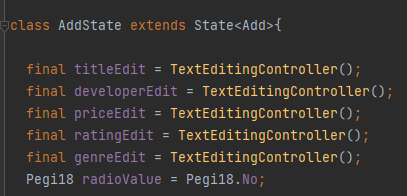 class AddState extends State<Add>{
final titleEdit = TextEditingController();
final developerEdit = TextEditingController();
final priceEdit = TextEditingController();
final ratingEdit = TextEditingController();
final genreEdit = TextEditingController();
Pegi18 radioValue = Pegi18.No;